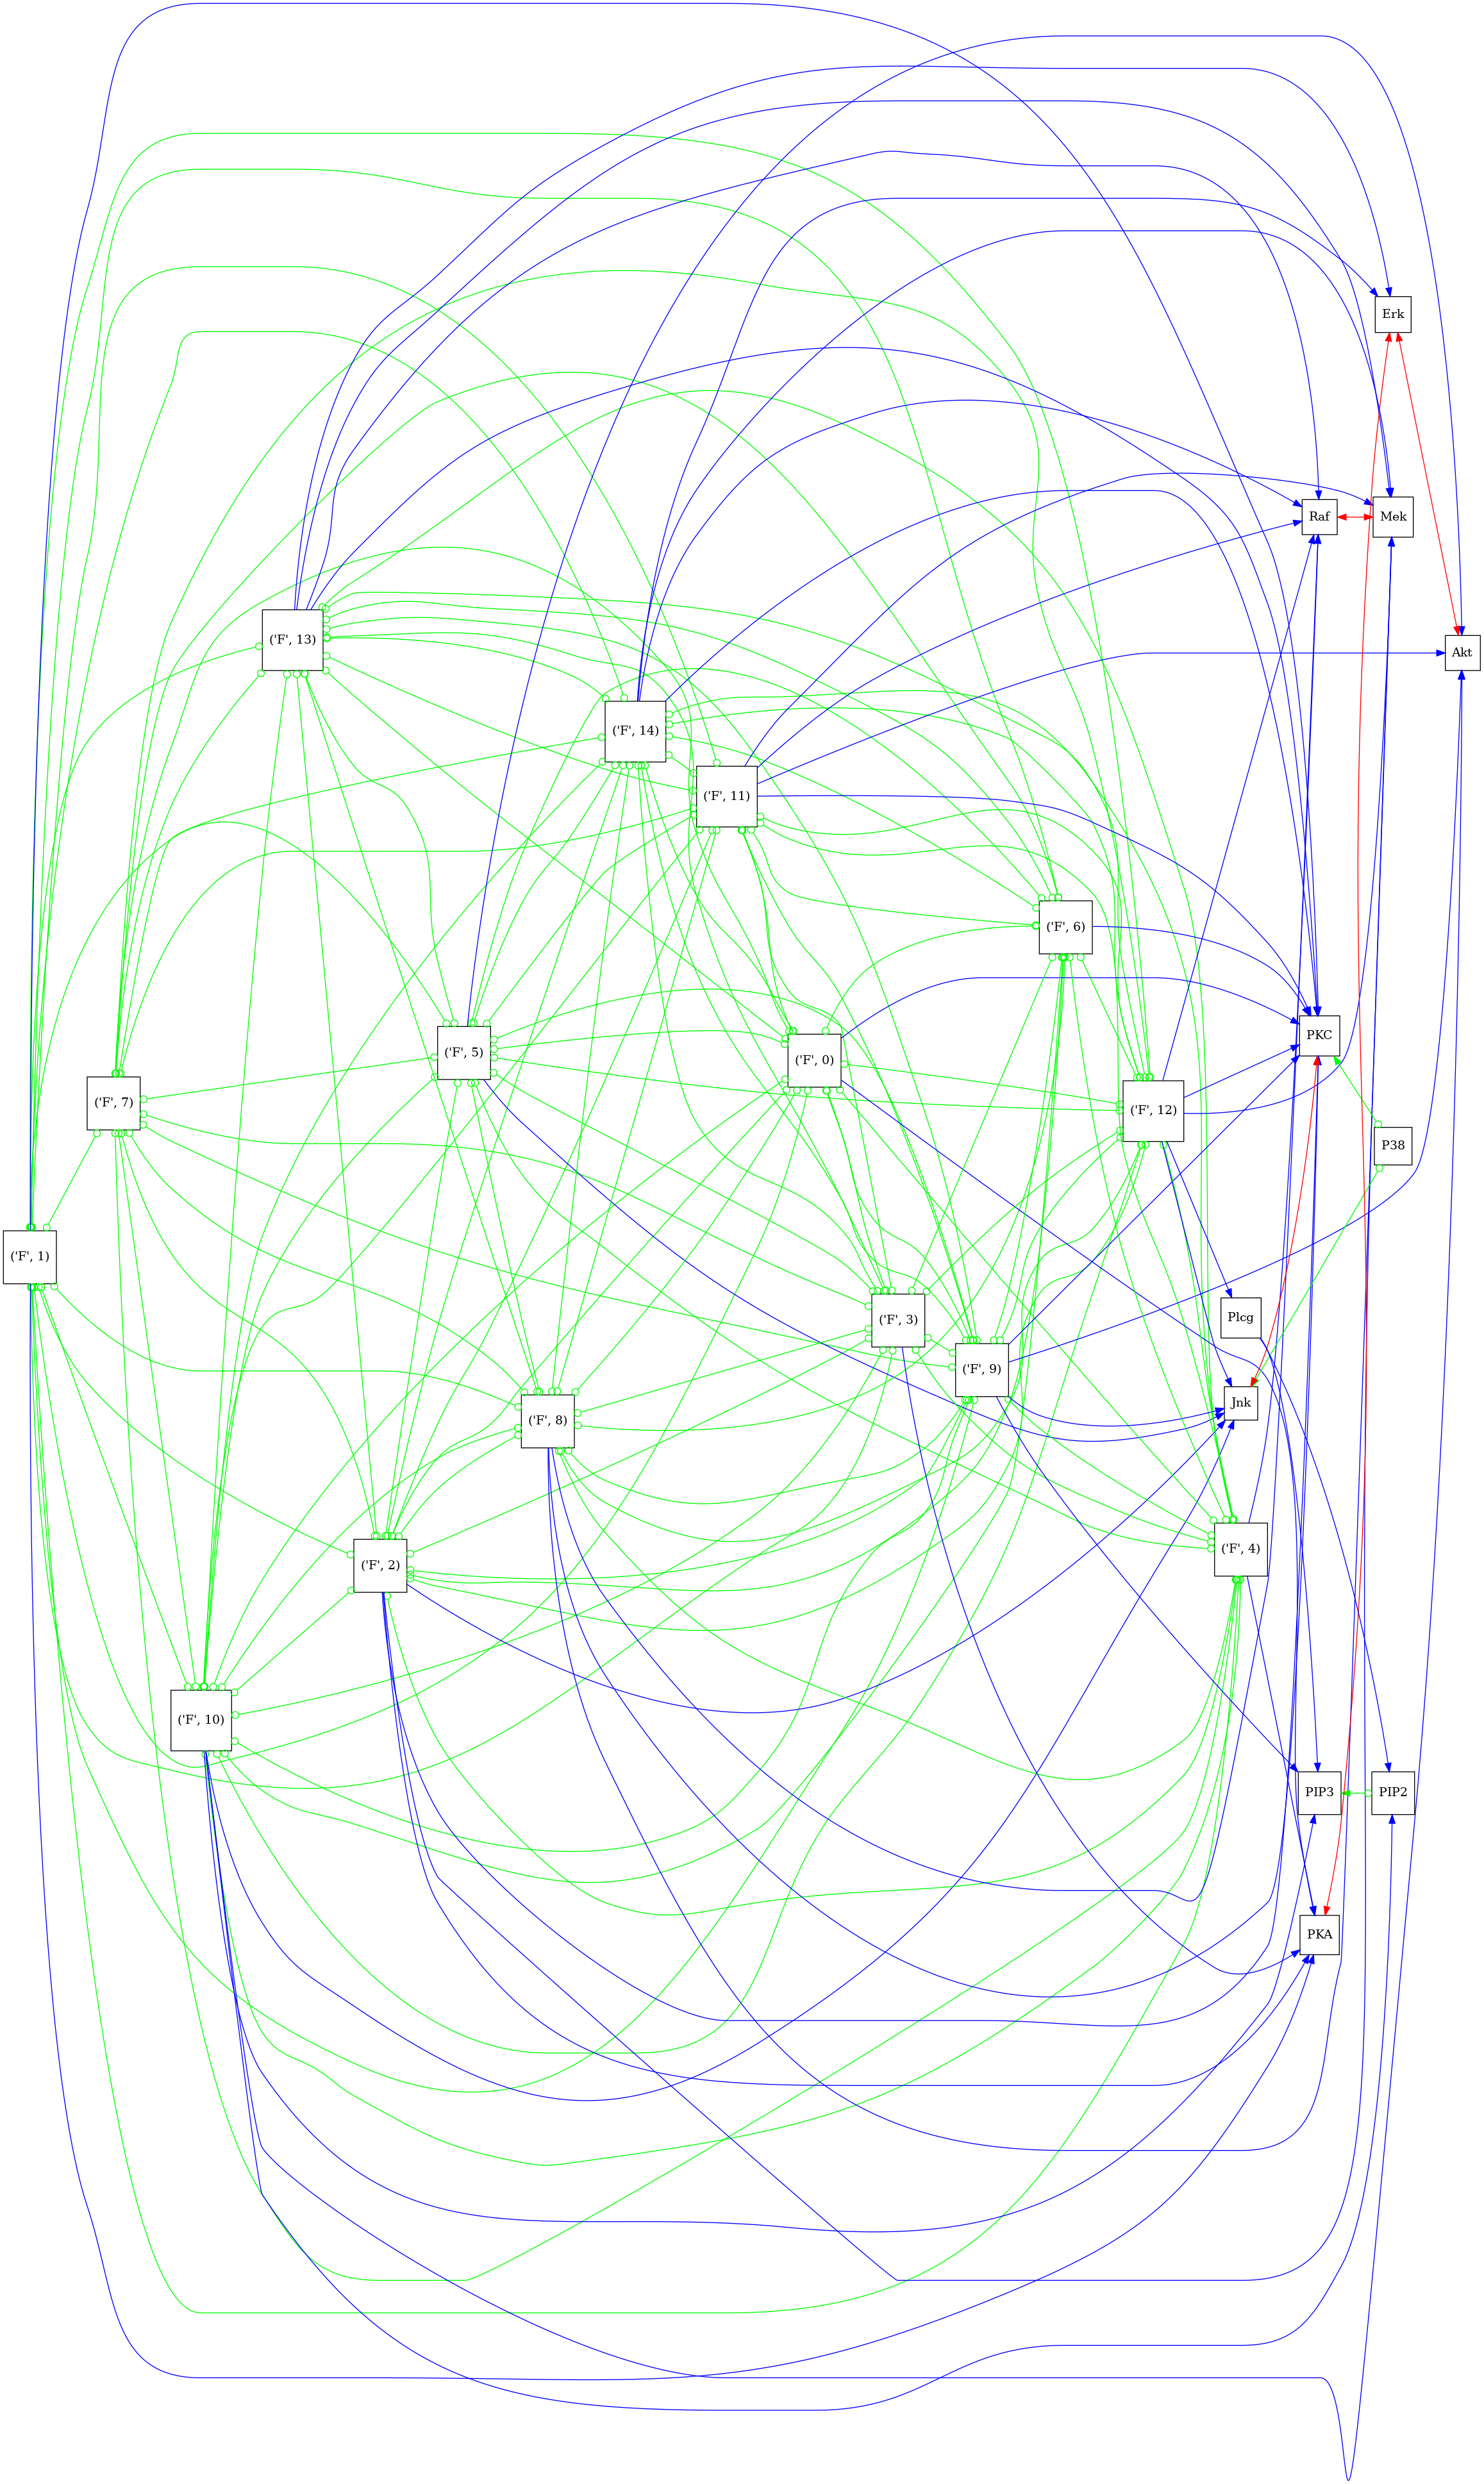 Erk
Raf
Mek
('F', 13)
Akt
('F', 14)
('F', 11)
('F', 6)
PKC
('F', 5)
('F', 0)
('F', 7)
('F', 12)
P38
('F', 1)
Plcg
('F', 3)
('F', 9)
Jnk
('F', 8)
('F', 4)
('F', 2)
('F', 10)
PIP3
PIP2
PKA